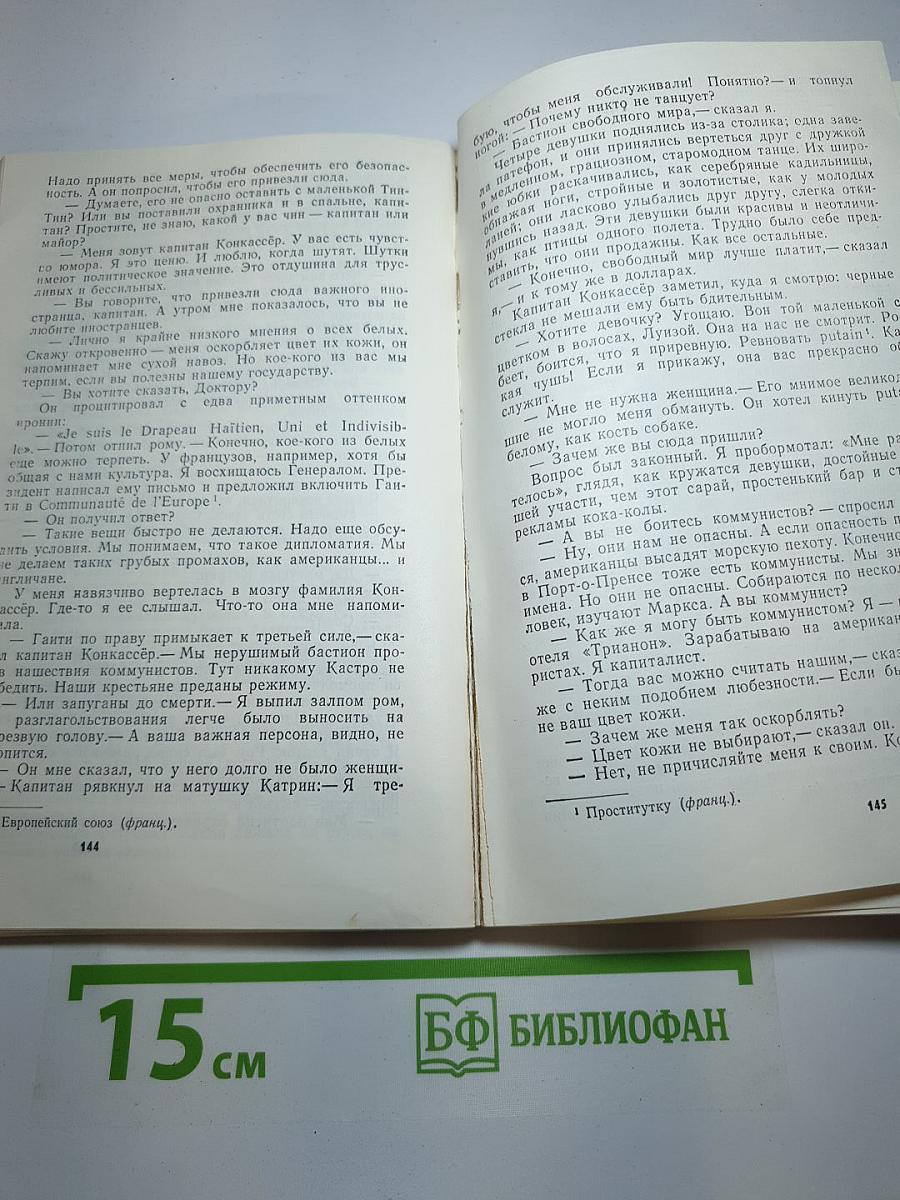 Надо принять все меры, чтобы обеспечить его безопас-
ность. А он попросил, чтобы его привезли сюда.
— Думаете, его не опасно оставить с маленькой Тин-
Тин? Или вы поставили охранника и в спальне, капи-
тан? Простите, не знаю, какой у вас чин — капитан или
майор?
— Меня зовут капитан Конкассёр. У вас есть чувст-
во юмора. Я это ценю. И люблю, когда шутят. Шутки
имеют политическое значение. Это отдушина для трус-
ливых и бессильных.
— Вы говорите, что привезли сюда важного ино-
странца, капитан. А утром мне показалось, что вы не
любите иностранцев.
— Лично я крайне низкого мнения о всех белых.
Скажу откровенно — меня оскорбляет цвет их кожи, он
напоминает мне сухой навоз. Но кое-кого из вас мы
терпим, если вы полезны нашему государству.
— Вы хотите сказать, Доктору?
Он процитировал с едва приметным оттенком
иронии:
— «Je suis le Drapeau Haïtien, Uni et Indivisib-
le».— Потом отпил рому.— Конечно, кое-кого из белых
еще можно терпеть. У французов, например, хотя бы
общая с нами культура. Я восхищаюсь Генералом. Пре-
зидент написал ему письмо и предложил включить Гаи-
ти в Communauté de l'Europe ¹.
— Он получил ответ?
— Такие вещи быстро не делаются. Надо еще обсу-
дить условия. Мы понимаем, что такое дипломатия. Мы
не делаем таких грубых промахов, как американцы... и
англичане.
У меня навязчиво вертелась в мозгу фамилия Кон-
кассёр. Где-то я ее слышал. Что-то она мне напоми-
ла.
— Гаити по праву примыкает к третьей силе,— ска-
л капитан Конкассёр.— Мы нерушимый бастион про-
в нашествия коммунистов. Тут никакому Кастро не
бедить. Наши крестьяне преданы режиму.
— Или запуганы до смерти.— Я выпил залпом ром,
разглагольствования легче было выносить на
резвую голову.— А ваша важная персона, видно, не
опится.
— Он мне сказал, что у него долго не было женщи-
— Капитан рявкнул на матушку Катрин:— Я тре-
Европейский союз (франц.).
144
бую, чтобы меня обслуживали! Понятно?— и топнул
ногой: — Почему никто не танцует?
— Бастион свободного мира,— сказал я.
Четыре девушки поднялись из-за столика; одна заве-
ла патефон, и они принялись вертеться друг с дружкой
в медленном, грациозном, старомодном танце. Их широ-
кие юбки раскачивались, как серебряные кадильницы,
обнажая ноги, стройные и золотистые, как у молодых
ланей; они ласково улыбались друг другу, слегка отки-
нувшись назад. Эти девушки были красивы и неотличи-
мы, как птицы одного полета. Трудно было себе пред-
ставить, что они продажны. Как все остальные.
— Конечно, свободный мир лучше платит,— сказал
я,— и к тому же в долларах.
Капитан Конкассёр заметил, куда я смотрю: черные
стекла не мешали ему быть бдительным.
— Хотите девочку? Угощаю. Вон той маленькой с
цветком в волосах, Луизой. Она на нас не смотрит. Ро-
беет, боится, что я приревную. Ревновать putain ¹. Ка
кая чушь! Если я прикажу, она вас прекрасно об
служит.
— Мне не нужна женщина.— Его мнимое великод
шие не могло меня обмануть. Он хотел кинуть puta
белому, как кость собаке.
— Зачем же вы сюда пришли?
Вопрос был законный. Я пробормотал: «Мне ра
телось», глядя, как кружатся девушки, достойные
шей участи, чем этот сарай, простенький бар и ст
рекламы кока-колы.
— А вы не боитесь коммунистов? — спросил
— Ну, они нам не опасны. А если опасность п
ся, американцы высадят морскую пехоту. Конечно
в Порт-о-Пренсе тоже есть коммунисты. Мы зн
имена. Но они не опасны. Собираются по нескол
ловек, изучают Маркса. А вы коммунист?
— Как же я могу быть коммунистом? Я —
отеля «Трианон». Зарабатываю на американ
ристах. Я капиталист.
— Тогда вас можно считать нашим,— сказ
же с неким подобием любезности.— Если бы
не ваш цвет кожи.
— Зачем же меня так оскорблять?
— Цвет кожи не выбирают,— сказал он.
— Нет, не причисляйте меня к своим. Ко
¹ Проститутку (франц.).
145
15 см
БФ БИБЛИОФАН